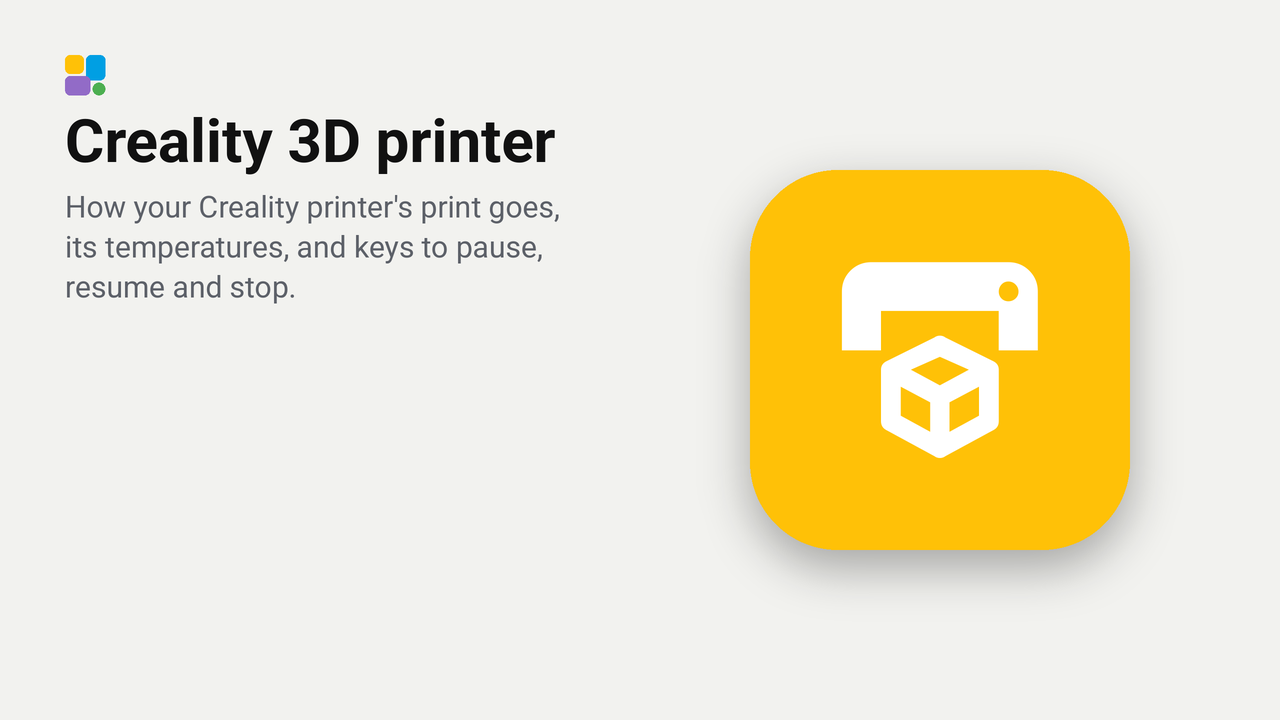 Creality 3D printer
How your Creality printer's print goes,
its temperatures, and keys to pause,
resume and stop.